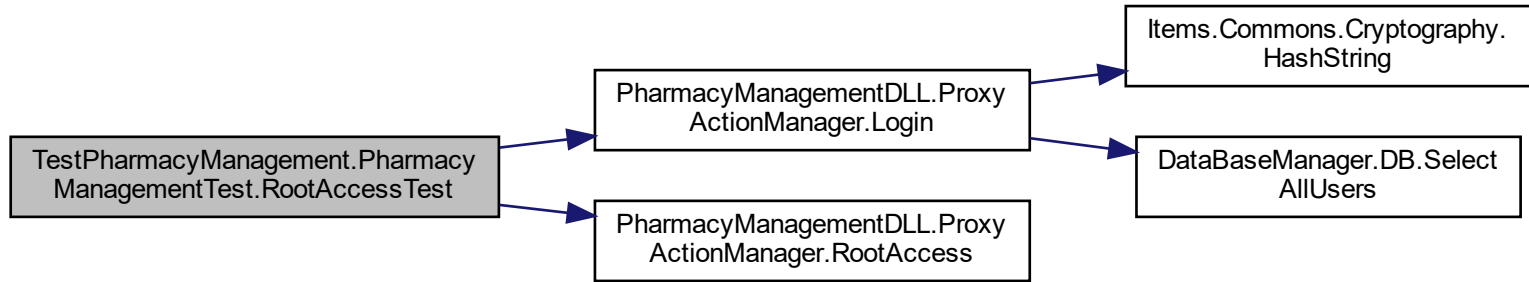 TestPharmacyManagement.Pharmacy
ManagementTest.RootAccessTest
PharmacyManagementDLL.Proxy
ActionManager.Login
Items.Commons.Cryptography.
HashString
DataBaseManager.DB.Select
AllUsers
PharmacyManagementDLL.Proxy
ActionManager.RootAccess